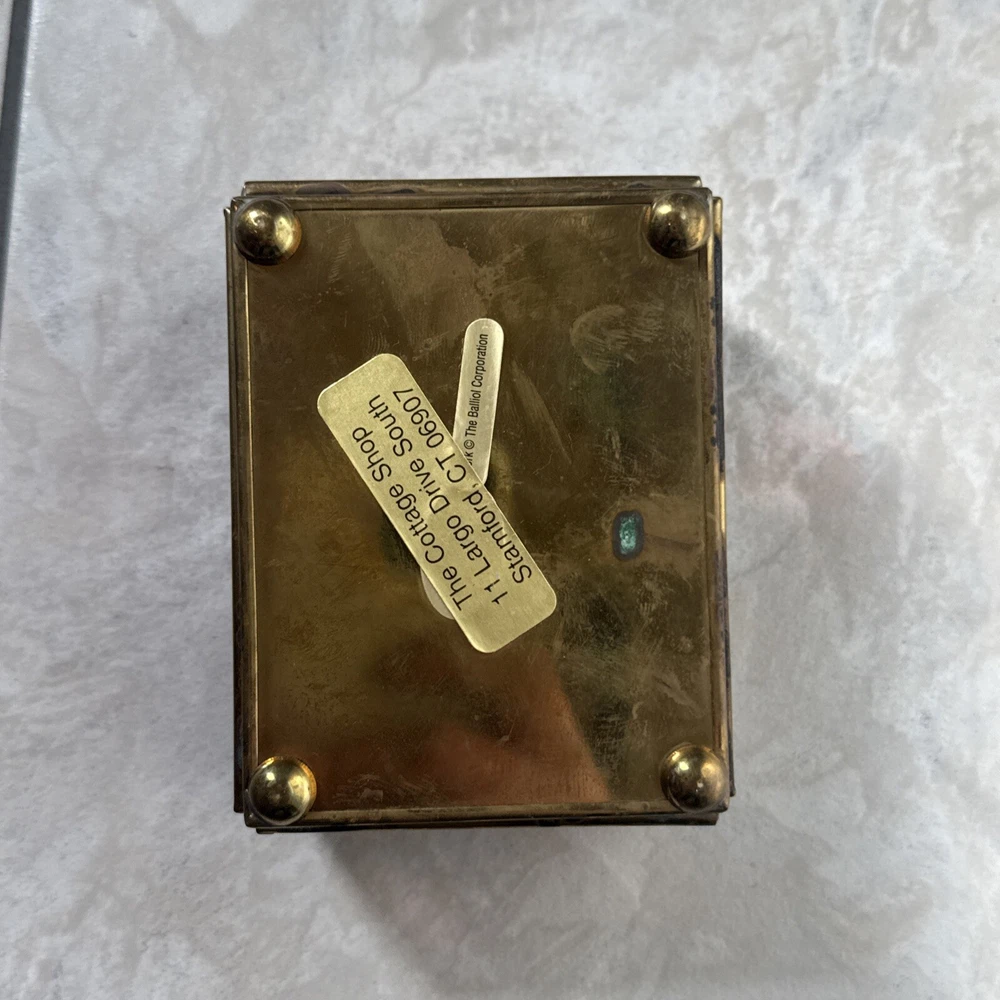 The Cottage Shop
11 Largo Drive South
Stamford, CT 06907
© The Balliol Corporation